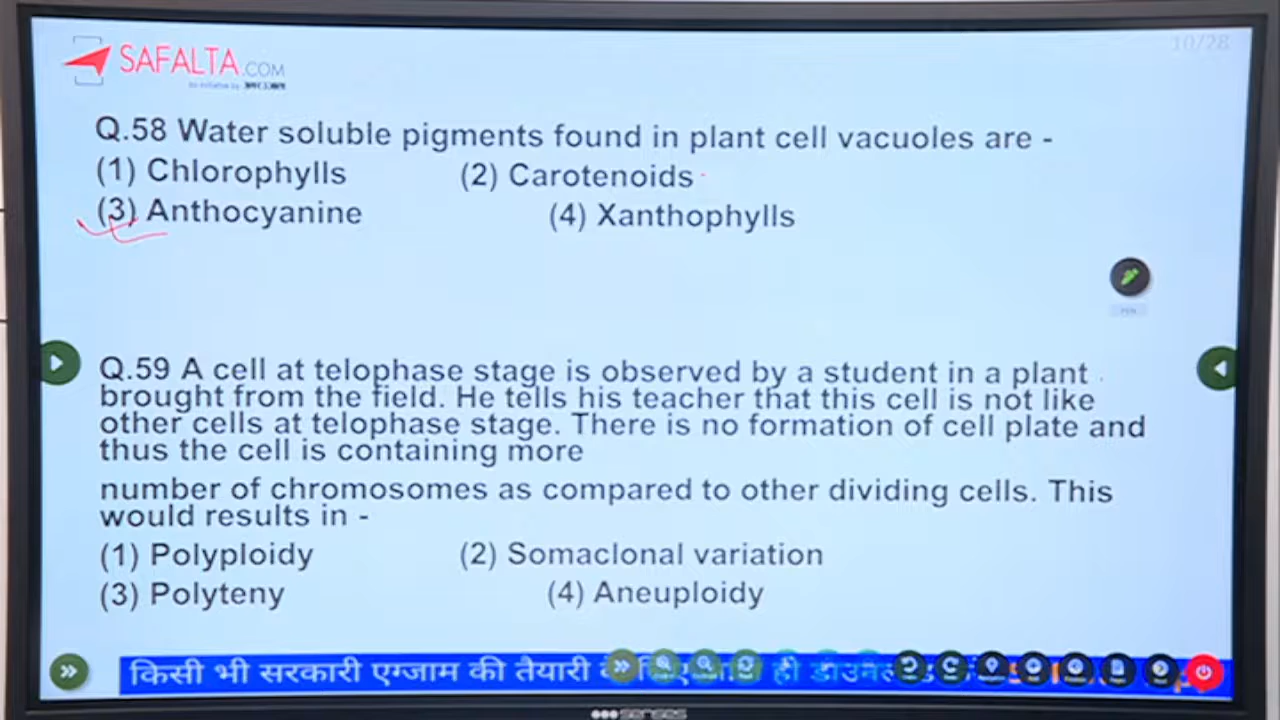 10/28
SAFALTA.COM
Q.58 Water soluble pigments found in plant cell vacuoles are -
(1) Chlorophylls (2) Carotenoids
(3) Anthocyanine (4) Xanthophylls
PEN
Q.59 A cell at telophase stage is observed by a student in a plant
brought from the field. He tells his teacher that this cell is not like
other cells at telophase stage. There is no formation of cell plate and
thus the cell is containing more
number of chromosomes as compared to other dividing cells. This
would results in -
(1) Polyploidy (2) Somaclonal variation
(3) Polyteny (4) Aneuploidy
किसी भी सरकारी एग्जाम की तैयारी
senses